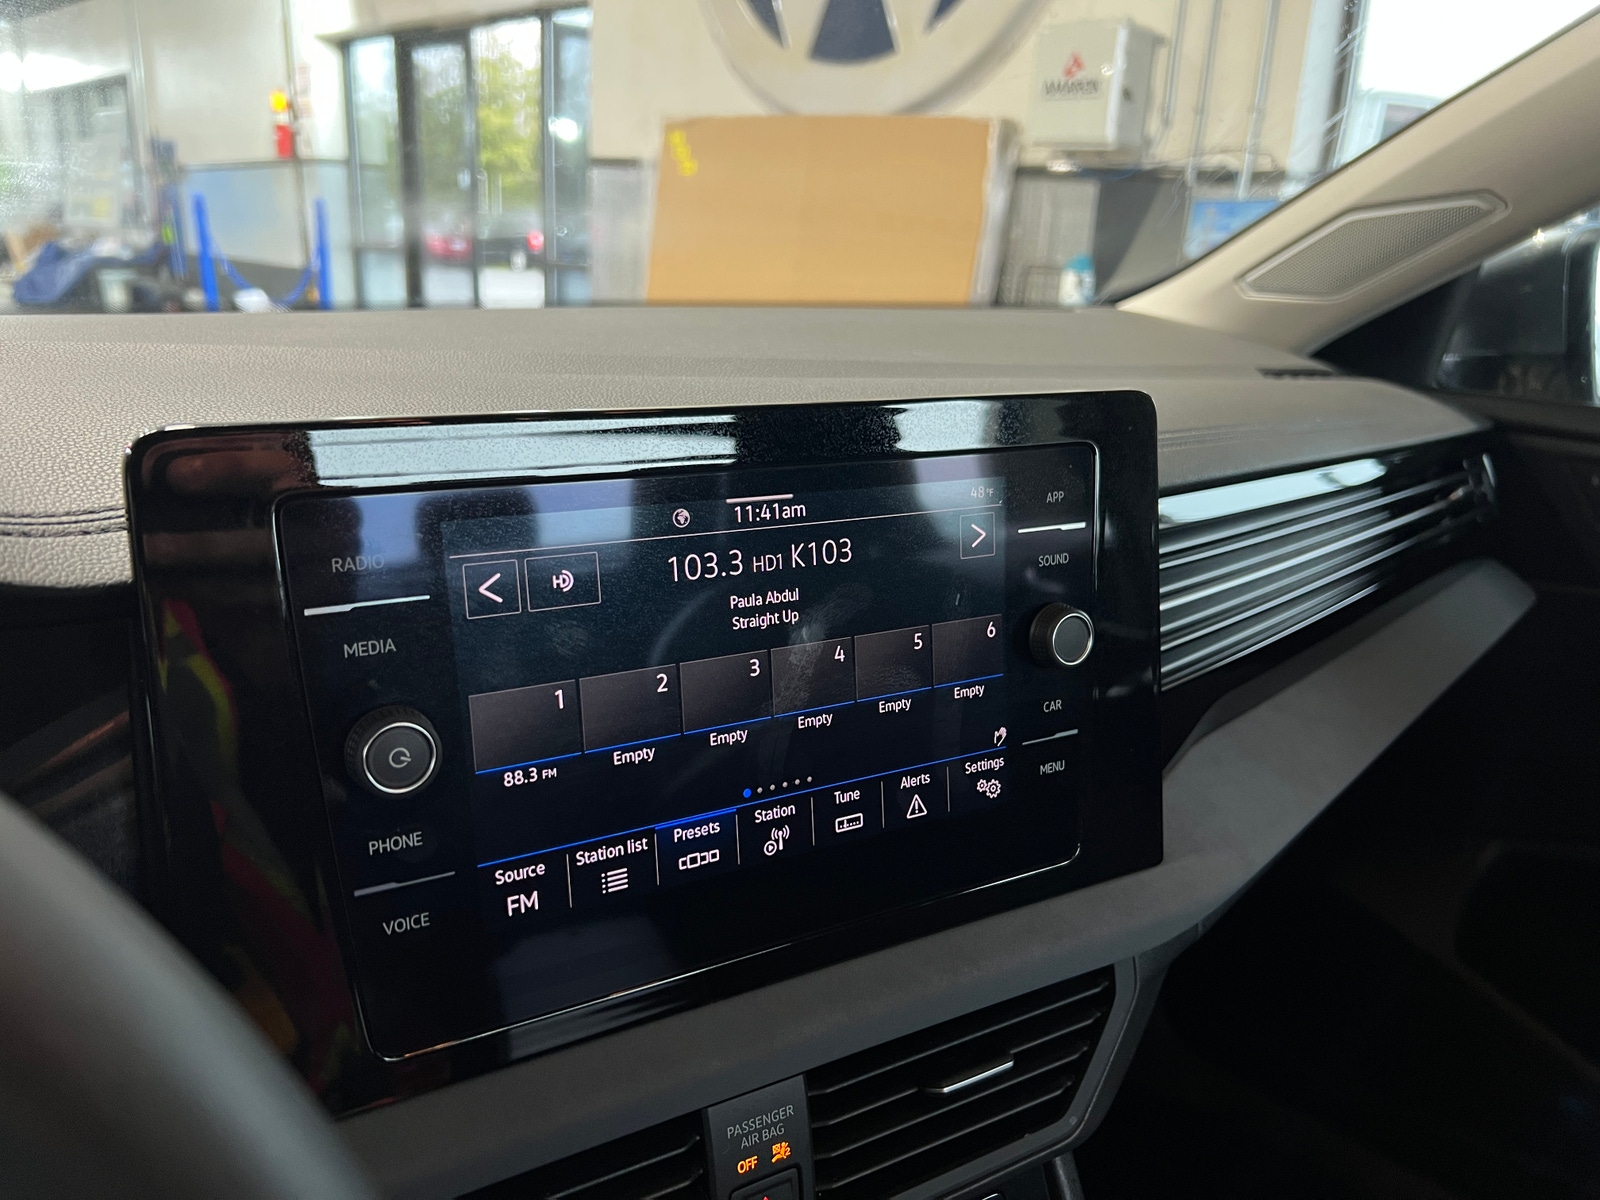 RADIO
MEDIA
PHONE
VOICE
11:41am
48°F
103.3 HD1 K103
HD
Paula Abdul
Straight Up
1
2
3
4
5
6
88.3 FM
Empty
Empty
Empty
Empty
Empty
Source
FM
Station list
Presets
Station
Tune
Alerts
Settings
APP
SOUND
CAR
MENU
PASSENGER
AIR BAG
OFF